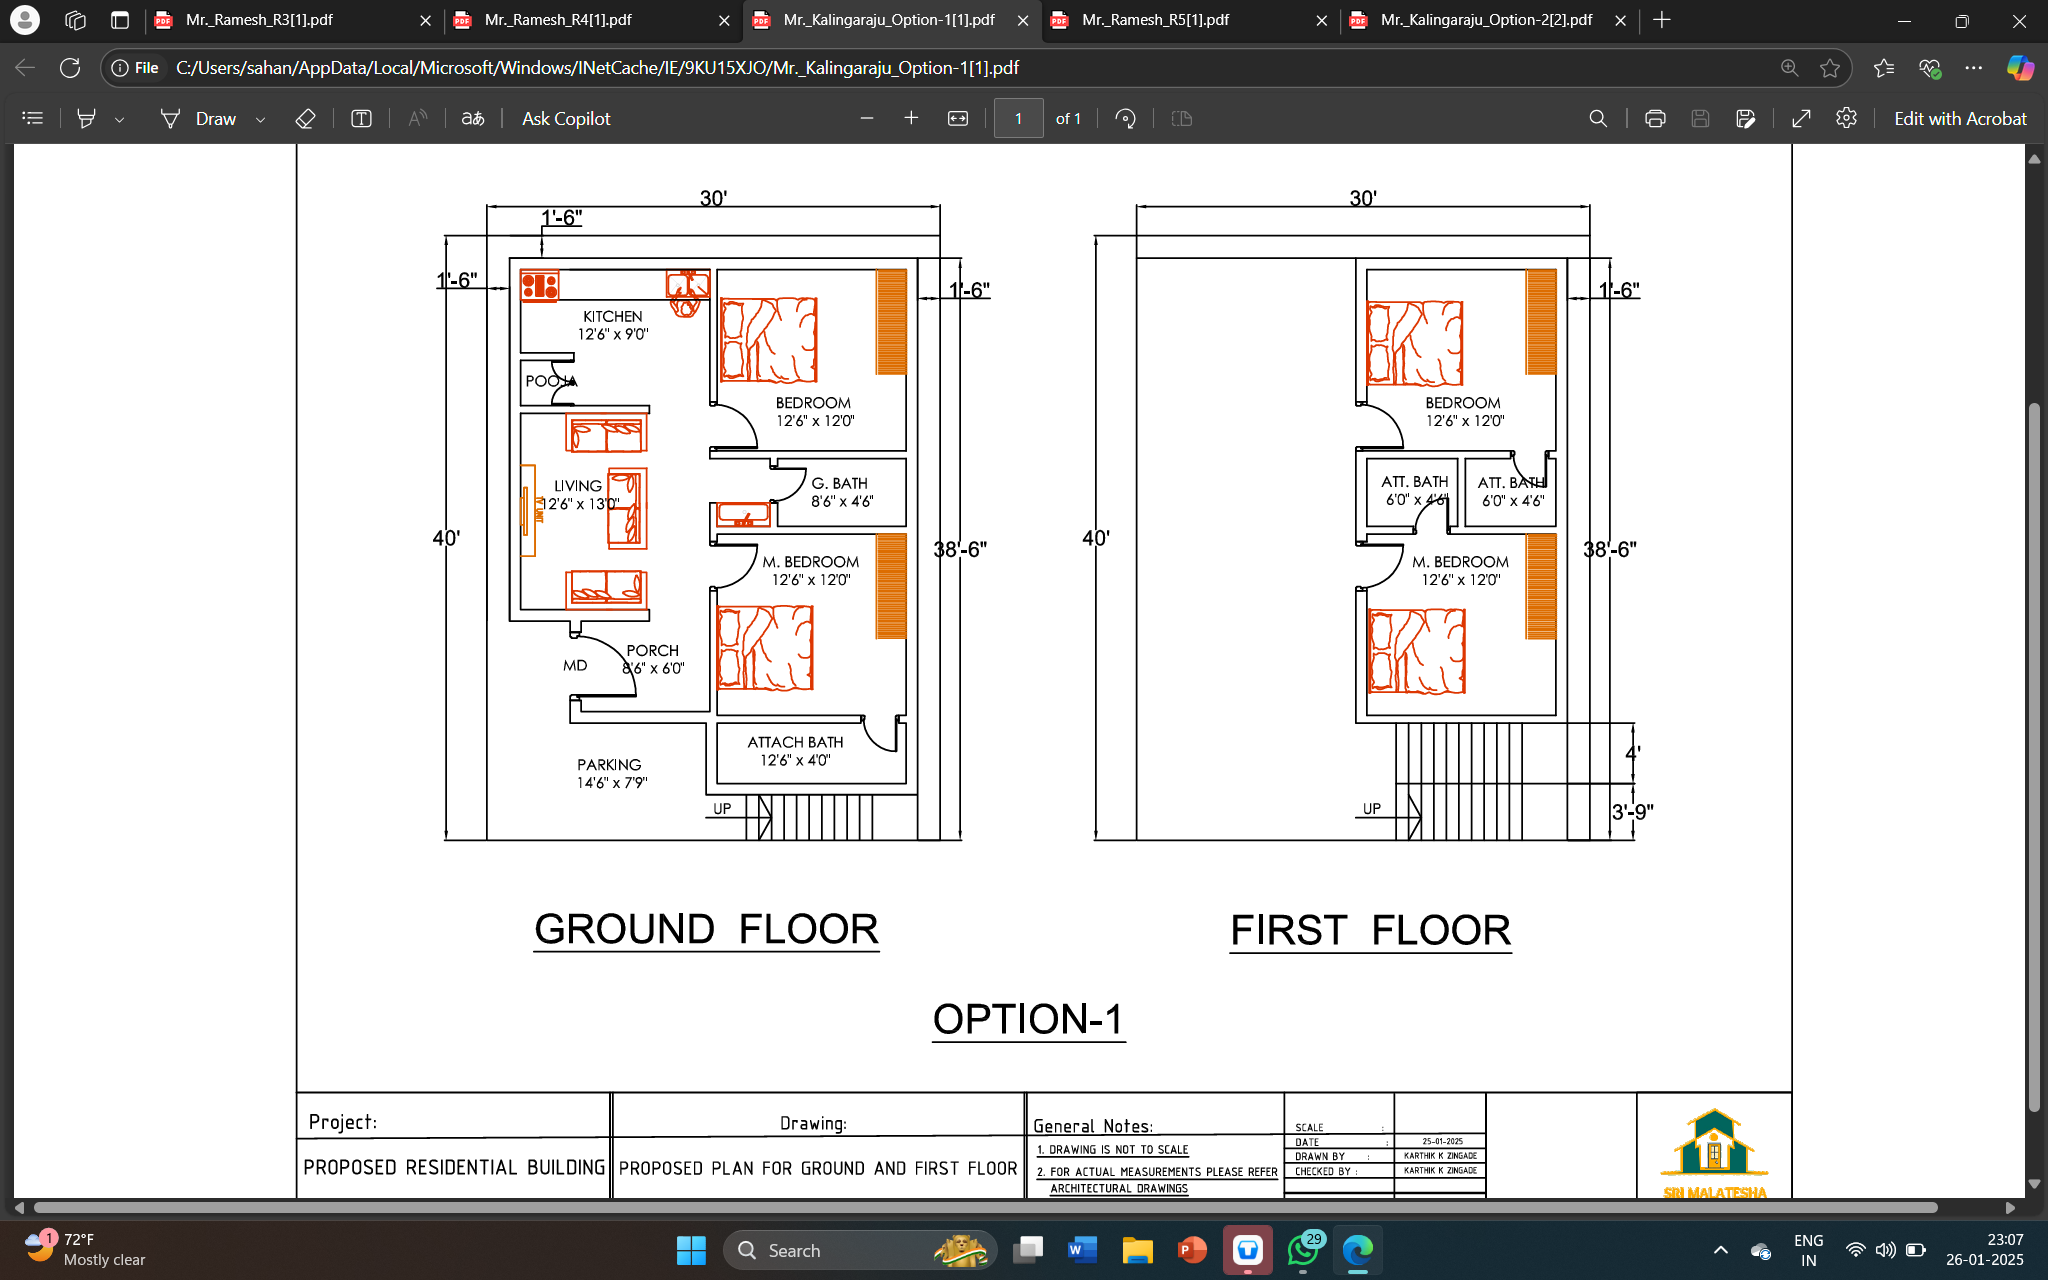 Mr._Ramesh_R3[1].pdf
Mr._Ramesh_R4[1].pdf
Mr._Kalingaraju_Option-1[1].pdf
Mr._Ramesh_R5[1].pdf
Mr._Kalingaraju_Option-2[2].pdf
File
C:/Users/sahan/AppData/Local/Microsoft/Windows/INetCache/IE/9KU15XJO/Mr._Kalingaraju_Option-1[1].pdf
Draw
Ask Copilot
1
of 1
Edit with Acrobat
30'
1'-6"
1'-6"
1'-6"
KITCHEN
12'6" x 9'0"
POOJA
BEDROOM
12'6" x 12'0"
LIVING
12'6" x 13'0"
TV UNIT
G. BATH
8'6" x 4'6"
40'
38'-6"
M. BEDROOM
12'6" x 12'0"
PORCH
8'6" x 6'0"
MD
ATTACH BATH
12'6" x 4'0"
PARKING
14'6" x 7'9"
UP
GROUND FLOOR
30'
1'-6"
BEDROOM
12'6" x 12'0"
ATT. BATH
6'0" x 4'6"
ATT. BATH
6'0" x 4'6"
40'
38'-6"
M. BEDROOM
12'6" x 12'0"
4'
UP
3'-9"
FIRST FLOOR
OPTION-1
Project:
PROPOSED RESIDENTIAL BUILDING
Drawing:
PROPOSED PLAN FOR GROUND AND FIRST FLOOR
General Notes:
1. DRAWING IS NOT TO SCALE
2. FOR ACTUAL MEASUREMENTS PLEASE REFER
ARCHITECTURAL DRAWINGS
SCALE :
DATE : 25-01-2025
DRAWN BY : KARTHIK K ZINGADE
CHECKED BY : KARTHIK K ZINGADE
SRI MALATESHA
1
72°F
Mostly clear
Search
29
ENG
IN
23:07
26-01-2025